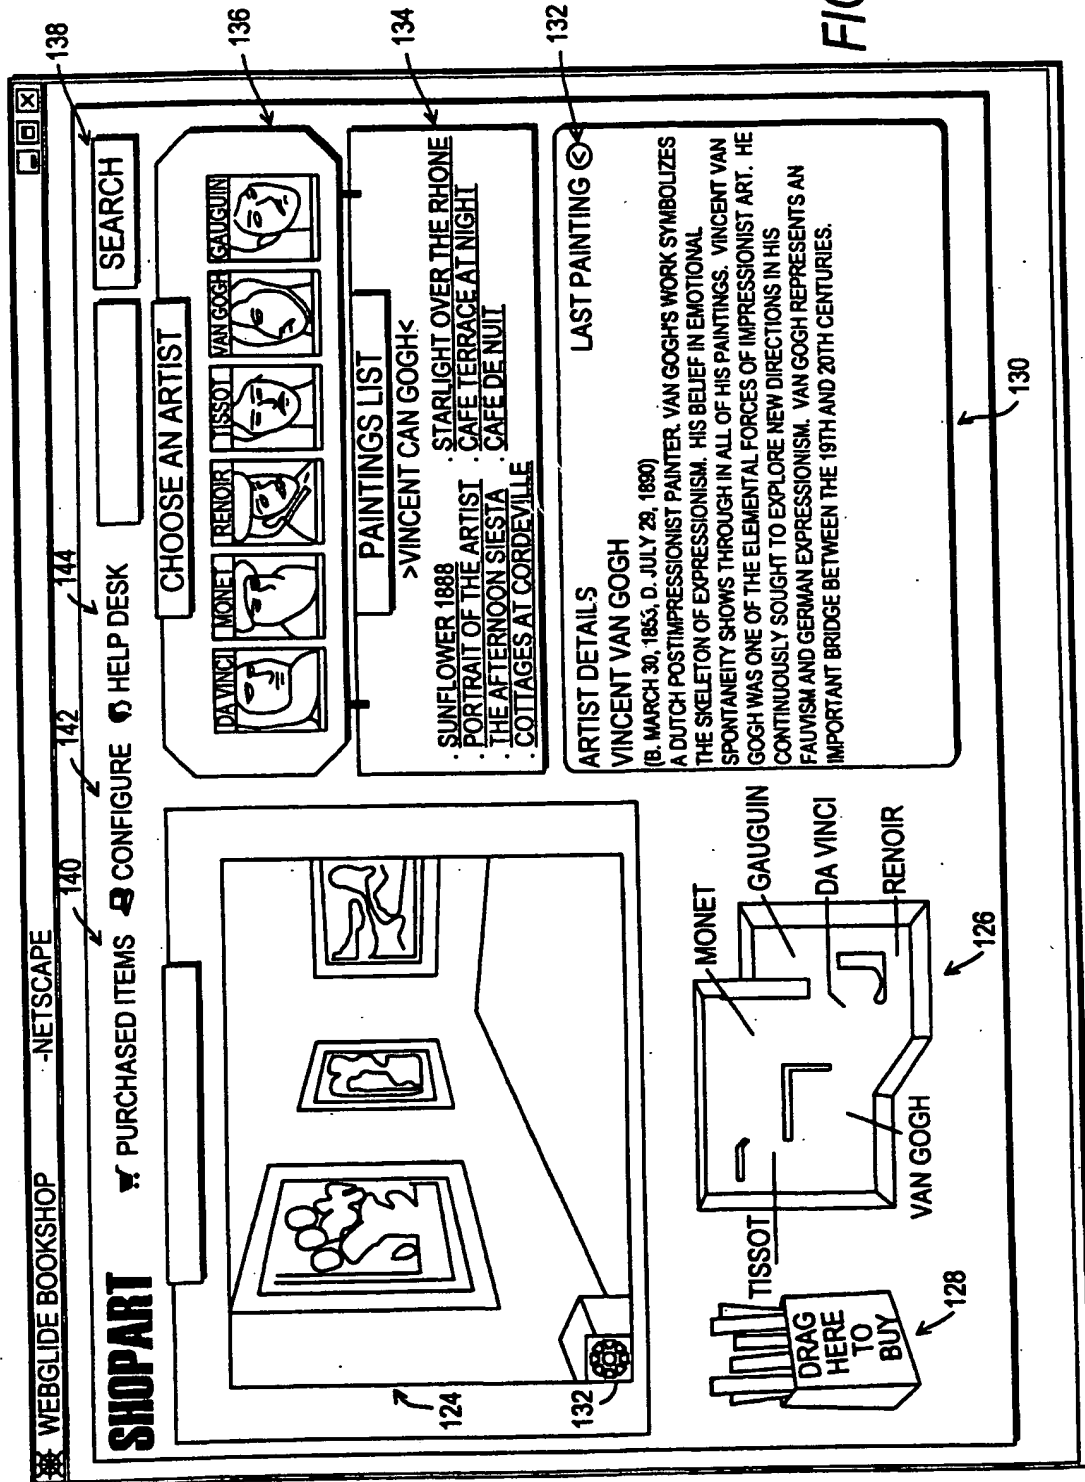 WEBGLIDE BOOKSHOP -NETSCAPE
SHOPART
PURCHASED ITEMS
140
CONFIGURE
142
HELP DESK
144
SEARCH
138
CHOOSE AN ARTIST
DA VINCI
MONET
RENOIR
TISSOT
VAN GOGH
GAUGUIN
136
PAINTINGS LIST
>VINCENT CAN GOGH<
134
· SUNFLOWER 1888
· PORTRAIT OF THE ARTIST
· THE AFTERNOON SIESTA
· COTTAGES AT CORDEVILLE
· STARLIGHT OVER THE RHONE
· CAFE TERRACE AT NIGHT
· CAFE DE NUIT
ARTIST DETAILS
LAST PAINTING <
132
VINCENT VAN GOGH
(B. MARCH 30, 1853, D. JULY 29, 1890)
A DUTCH POSTIMPRESSIONIST PAINTER. VAN GOGH'S WORK SYMBOLIZES
THE SKELETON OF EXPRESSIONISM. HIS BELIEF IN EMOTIONAL
SPONTANEITY SHOWS THROUGH IN ALL OF HIS PAINTINGS. VINCENT VAN
GOGH WAS ONE OF THE ELEMENTAL FORCES OF IMPRESSIONIST ART. HE
CONTINUOUSLY SOUGHT TO EXPLORE NEW DIRECTIONS IN HIS
FAUVISM AND GERMAN EXPRESSIONISM. VAN GOGH REPRESENTS AN
IMPORTANT BRIDGE BETWEEN THE 19TH AND 20TH CENTURIES.
130
124
132
DRAG
HERE
TO
BUY
128
TISSOT
VAN GOGH
MONET
GAUGUIN
DA VINCI
RENOIR
126
FIG